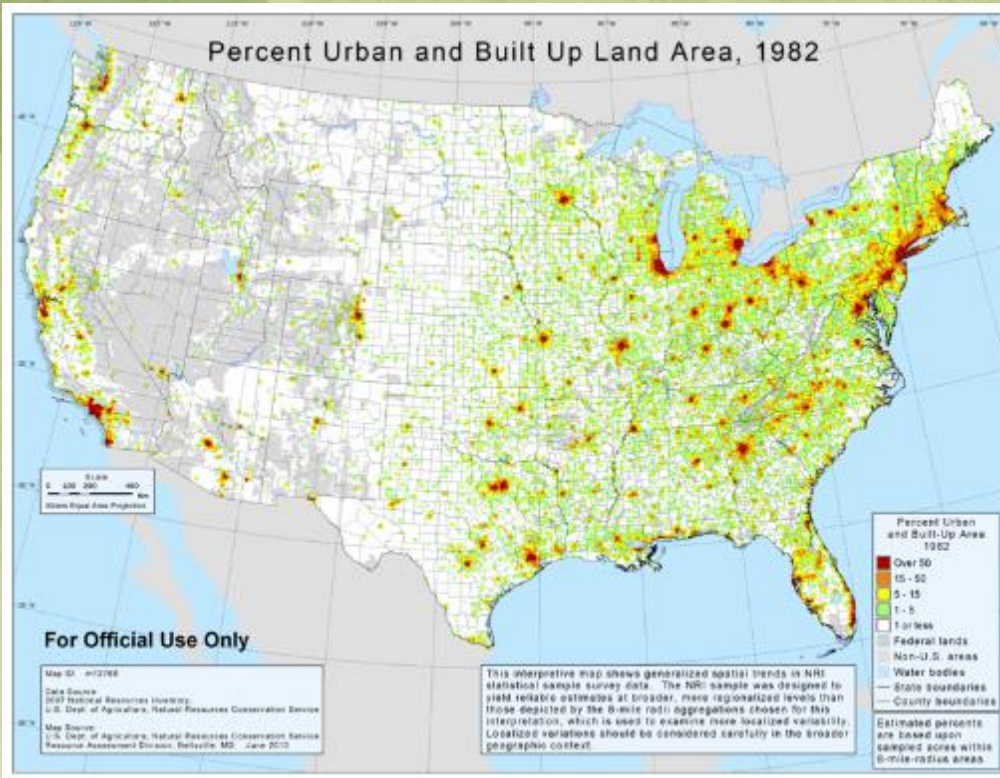 Percent Urban and Built Up Land Area, 1982
Scale
0 100 200 400
Km
Albers Equal Area Projection
For Official Use Only
Map ID:
Data Source:
2007 National Resources Inventory,
U.S. Dept. of Agriculture, Natural Resources Conservation Service
Map Source:
U.S. Dept. of Agriculture, Natural Resources Conservation Service
Resource Assessment Division, Beltsville, MD June 2010
This interpretive map shows generalized spatial trends in NRI
statistical sample survey data. The NRI sample was designed to
yield reliable estimates at broader, more regionalized levels than
those depicted by the 8-mile radii aggregations chosen for this
interpretation, which is used to examine more localized variability.
Localized variations should be considered carefully in the broader
geographic context.
Percent Urban
and Built-Up Area
1982
Over 50
15 - 50
5 - 15
1 - 5
1 or less
Federal lands
Non-U.S. areas
Water bodies
State boundaries
County boundaries
Estimated percents
are based upon
sampled acres within
8-mile-radius areas